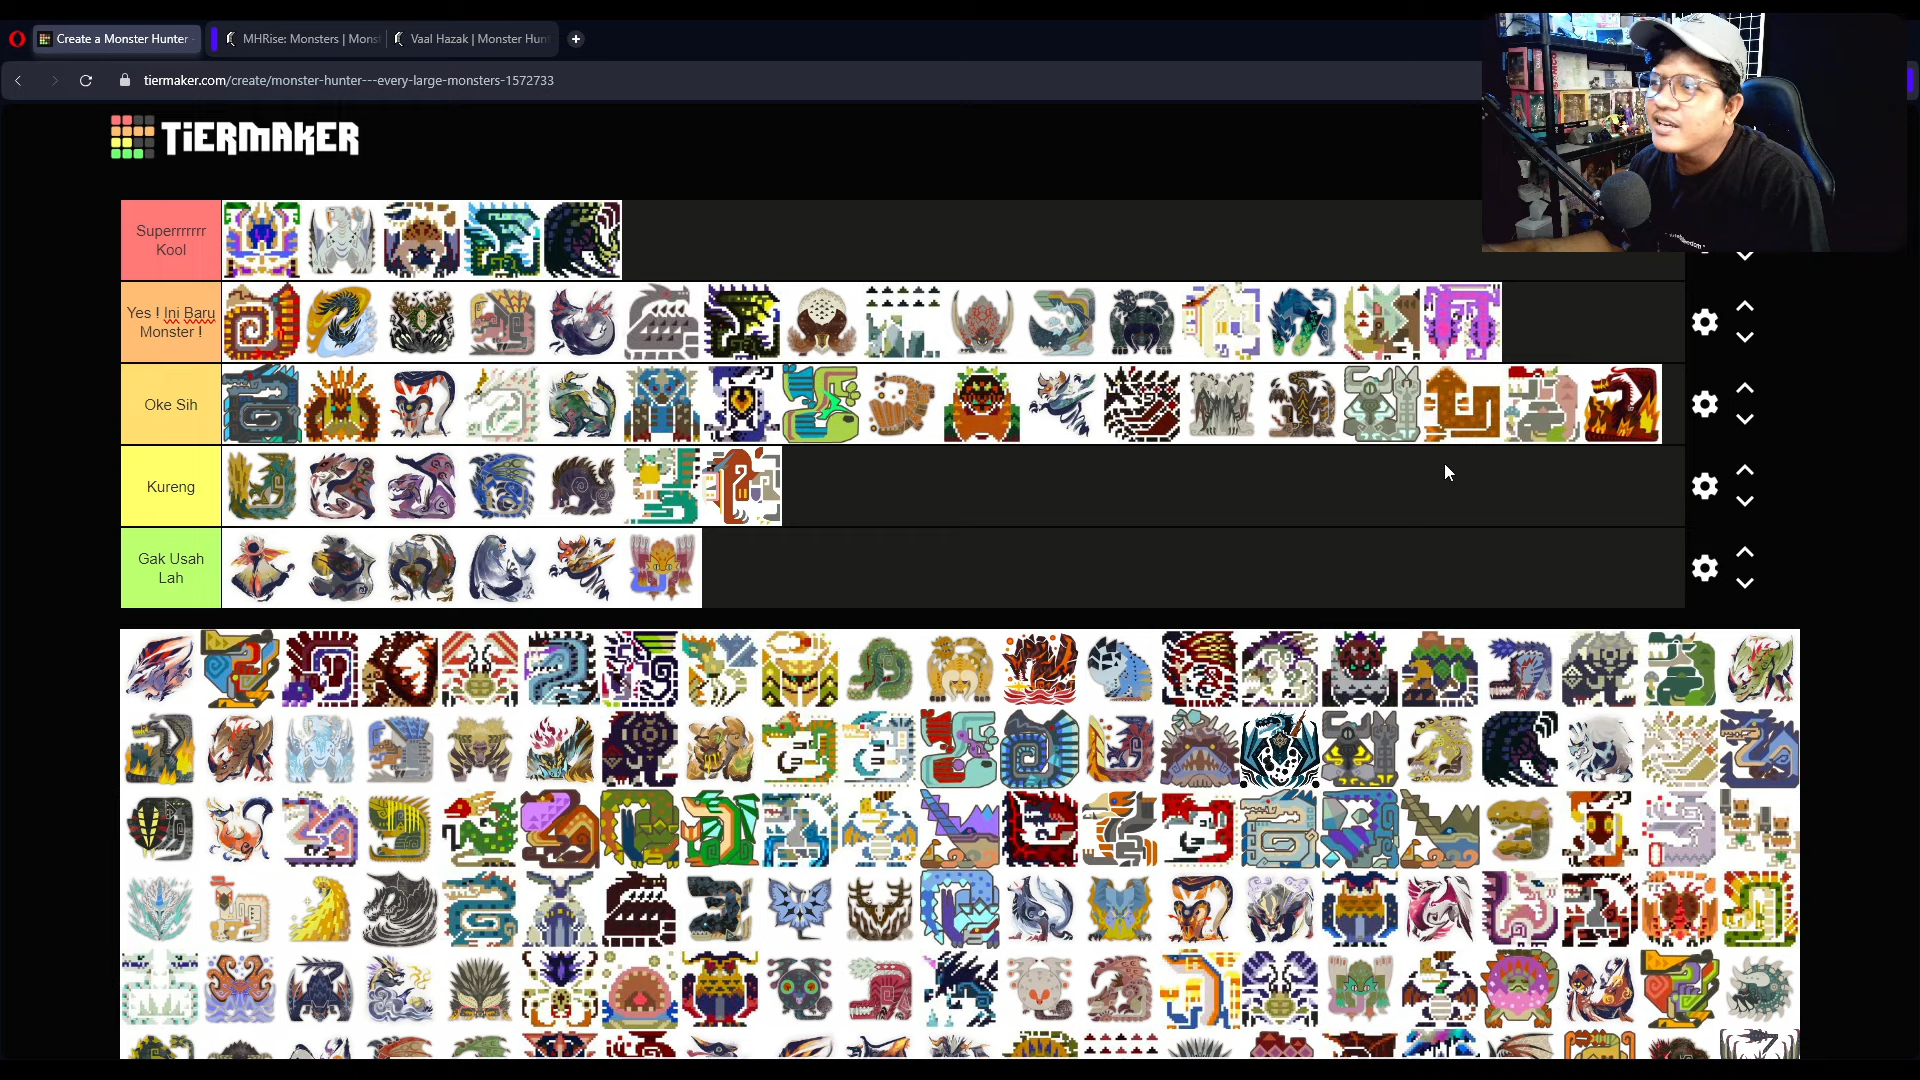 Create a Monster Hunter
MHRise: Monsters | Mons
Vaal Hazak | Monster Hun
tiermaker.com/create/monster-hunter---every-large-monsters-1572733
TiERMAKER
Superrrrrrr
Kool
Yes ! Ini Baru
Monster !
Oke Sih
Kureng
Gak Usah
Lah